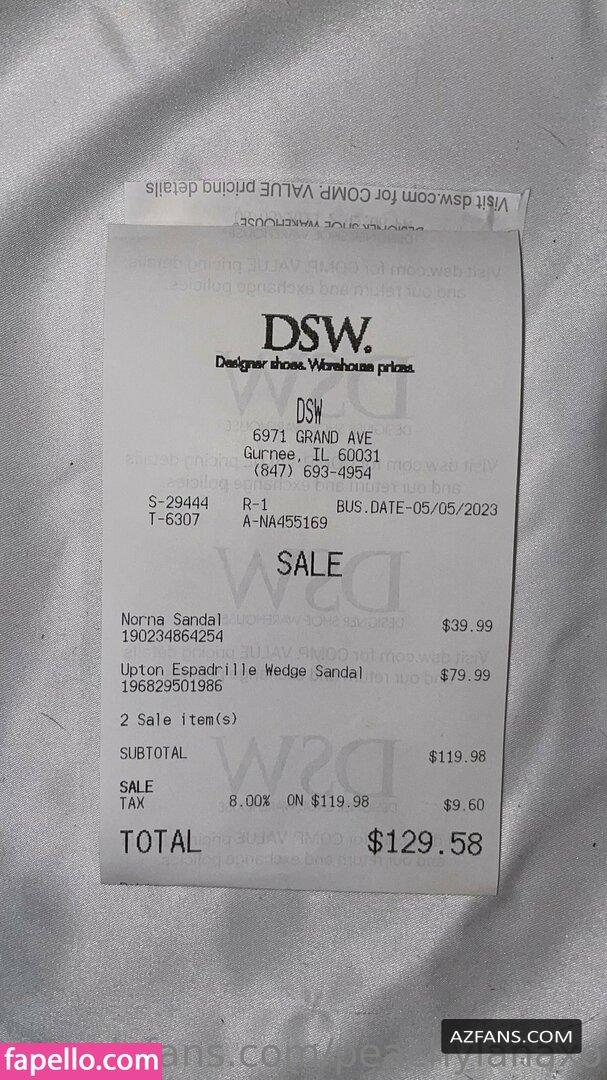 Visit dsw.com for COMP. VALUE pricing details
DESIGNER SHOE WAREHOUSE
DSW.
Designer shoes. Warehouse prices.
DSW
6971 GRAND AVE
Gurnee, IL 60031
(847) 693-4954
S-29444 R-1 BUS.DATE-05/05/2023
T-6307 A-NA455169
SALE
Norna Sandal $39.99
190234864254
Upton Espadrille Wedge Sandal $79.99
196829501986
2 Sale item(s)
SUBTOTAL $119.98
SALE
TAX 8.00% ON $119.98 $9.60
TOTAL $129.58
AZFANS.COM
fapello.com